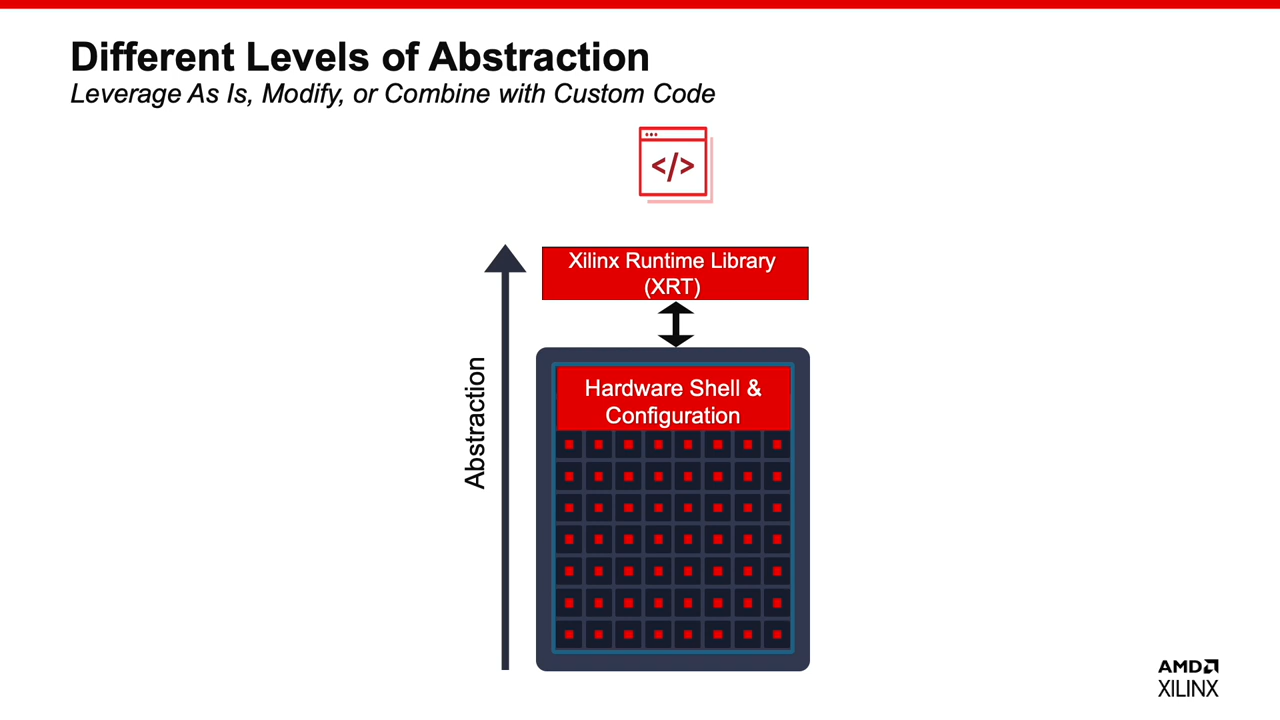 Different Levels of Abstraction
Leverage As Is, Modify, or Combine with Custom Code
</>
Xilinx Runtime Library
(XRT)
Abstraction
Hardware Shell &
Configuration
AMD
XILINX